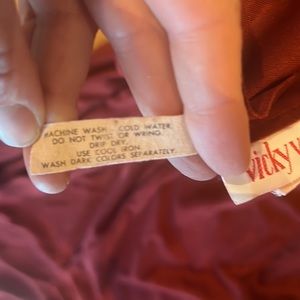 MACHINE WASH - COLD WATER,
DO NOT TWIST OR WRING.
DRIP DRY.
USE COOL IRON.
WASH DARK COLORS SEPARATELY.
vicky